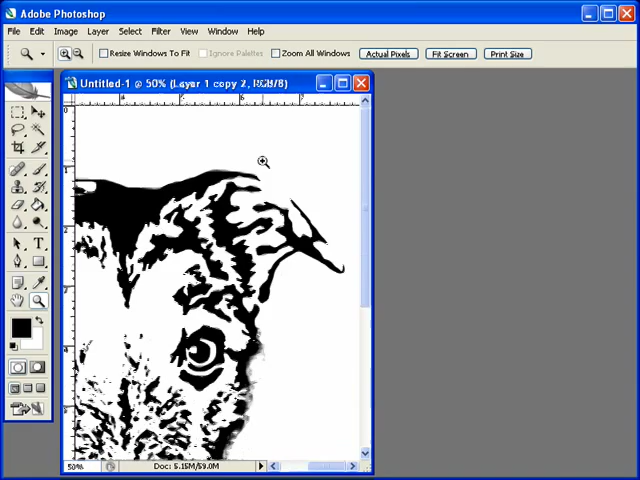 Adobe Photoshop
File Edit Image Layer Select Filter View Window Help
Resize Windows To Fit Ignore Palettes Zoom All Windows Actual Pixels Fit Screen Print Size
Untitled-1 @ 50% (Layer 1 copy 2, RGB/8)
50% Doc: 5.15M/59.0M